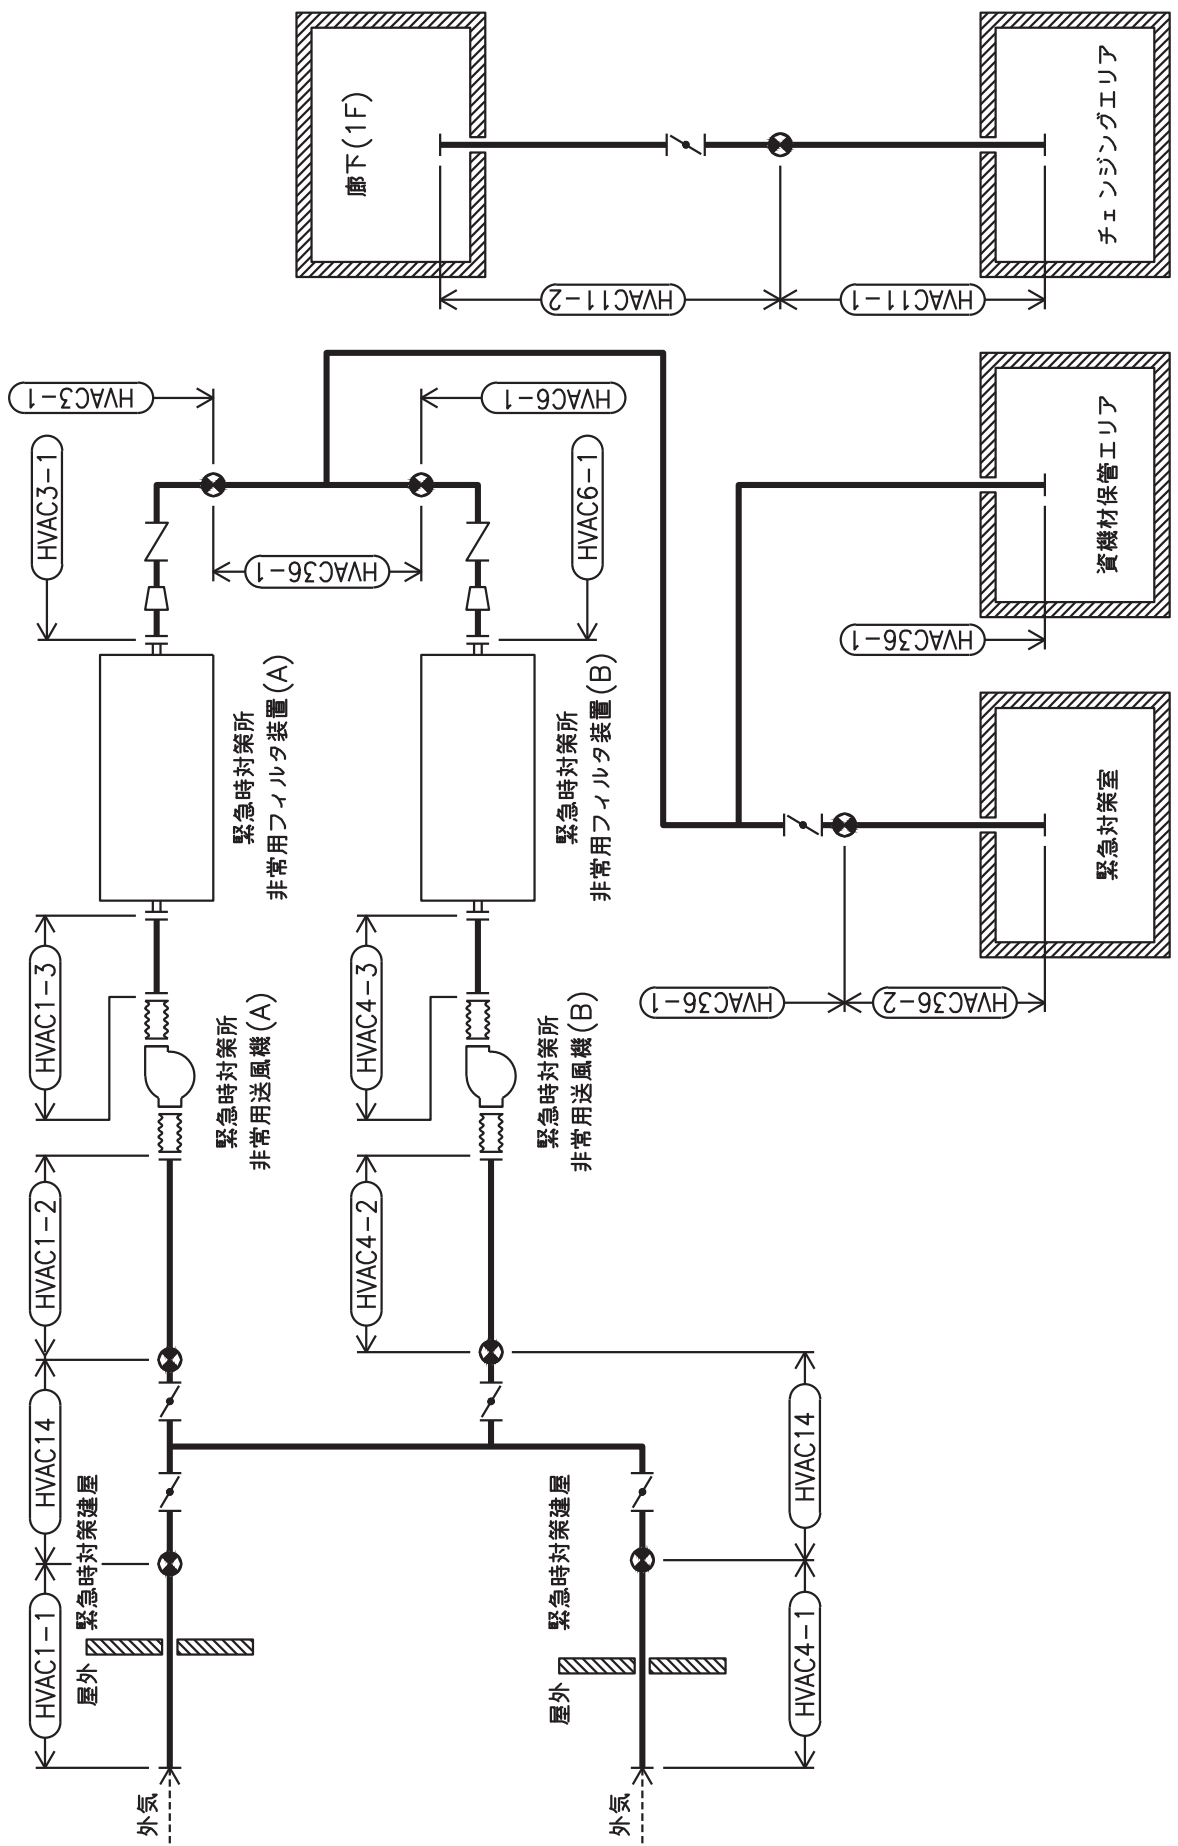 外気
屋外
緊急時対策建屋
HVAC1-1
HVAC14
HVAC1-2
緊急時対策所
非常用送風機(A)
HVAC1-3
緊急時対策所
非常用フィルタ装置(A)
HVAC3-1
HVAC3-1
HVAC36-1
外気
屋外
緊急時対策建屋
HVAC4-1
HVAC14
HVAC4-2
緊急時対策所
非常用送風機(B)
HVAC4-3
緊急時対策所
非常用フィルタ装置(B)
HVAC6-1
HVAC6-1
HVAC36-1
HVAC36-2
緊急対策室
HVAC36-1
資機材保管エリア
廊下(1F)
HVAC11-2
HVAC11-1
チェンジングエリア